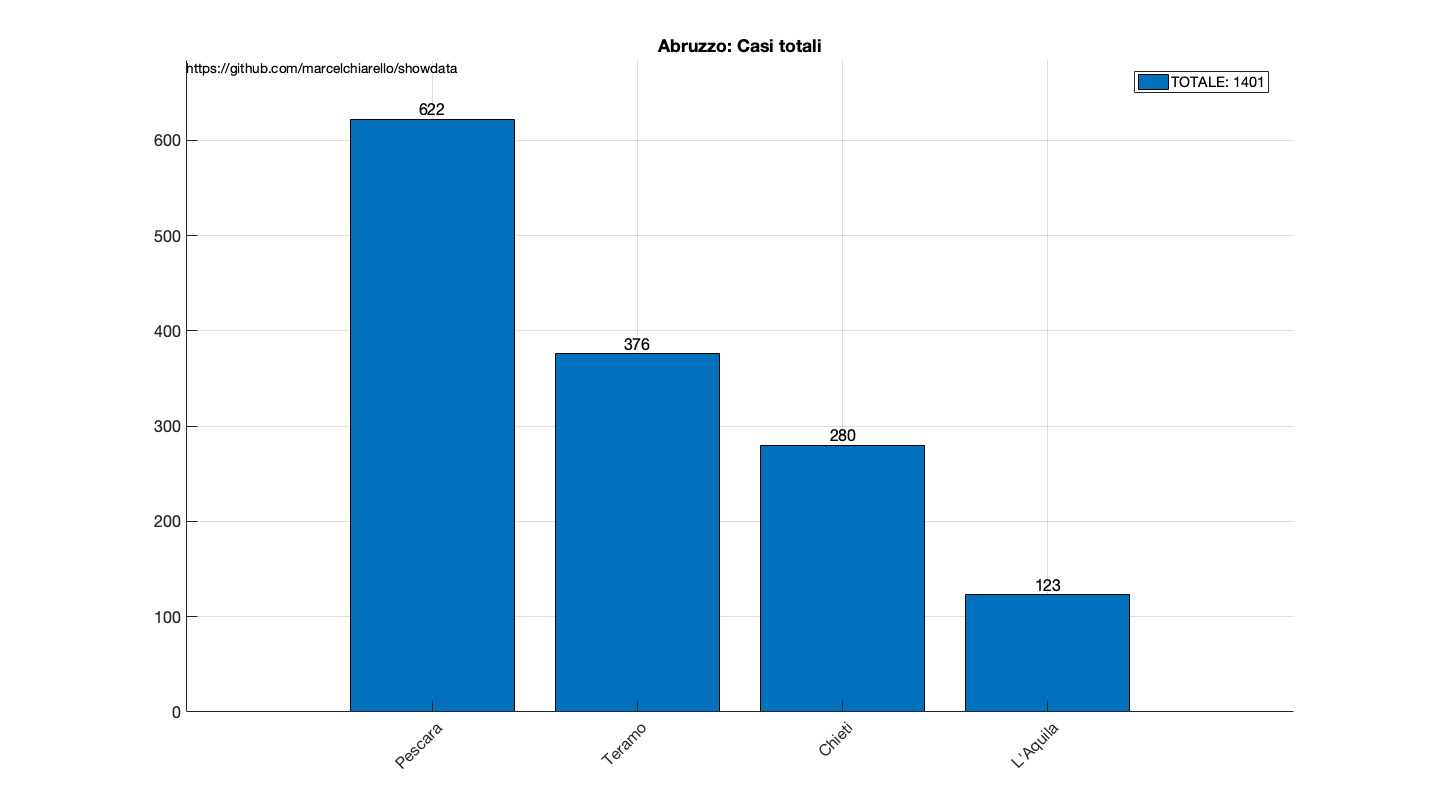 Abruzzo: Casi totali
https://github.com/marcelchiarello/showdata
TOTALE: 1401
622
600
500
400
376
300
280
200
123
100
0
Pescara
Teramo
Chieti
L'Aquila